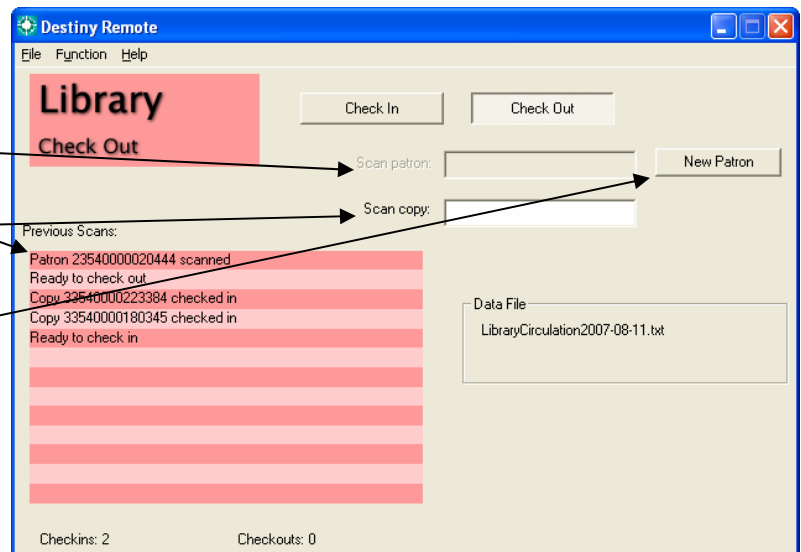 Destiny Remote
File Function Help
Library
Check Out
Check In
Check Out
Scan patron:
New Patron
Scan copy:
Previous Scans:
Patron 23540000020444 scanned
Ready to check out
Copy 33540000223384 checked in
Copy 33540000180345 checked in
Ready to check in
Data File
LibraryCirculation2007-08-11.txt
Checkins: 2
Checkouts: 0